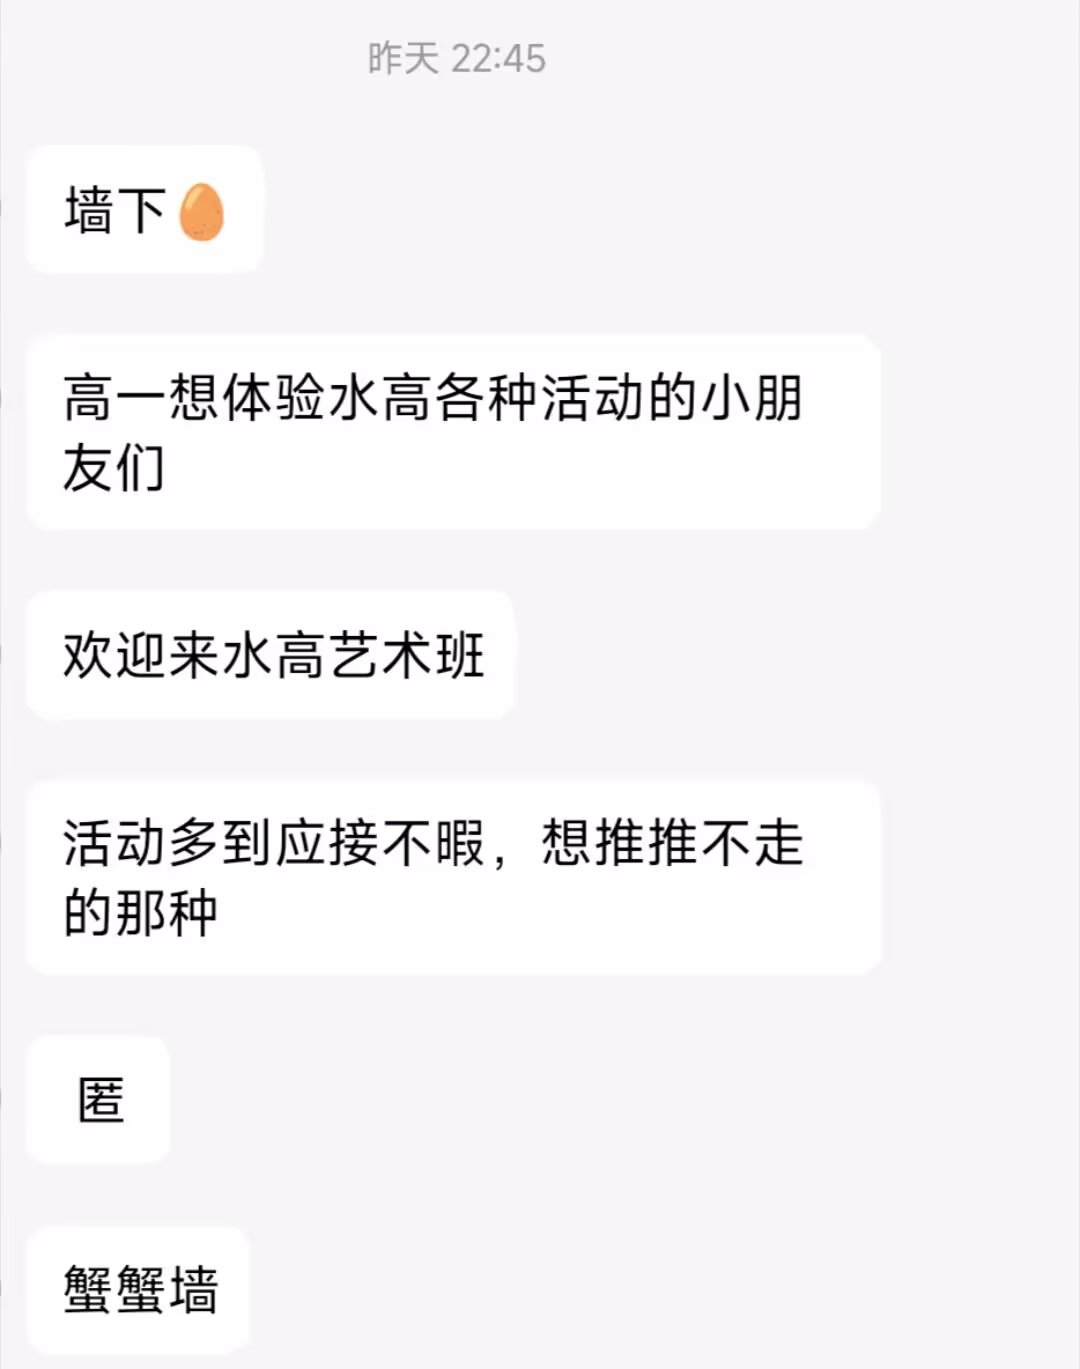 昨天 22:45
墙下🥚
高一想体验水高各种活动的小朋
友们
欢迎来水高艺术班
活动多到应接不暇，想推推不走
的那种
匿
蟹蟹墙